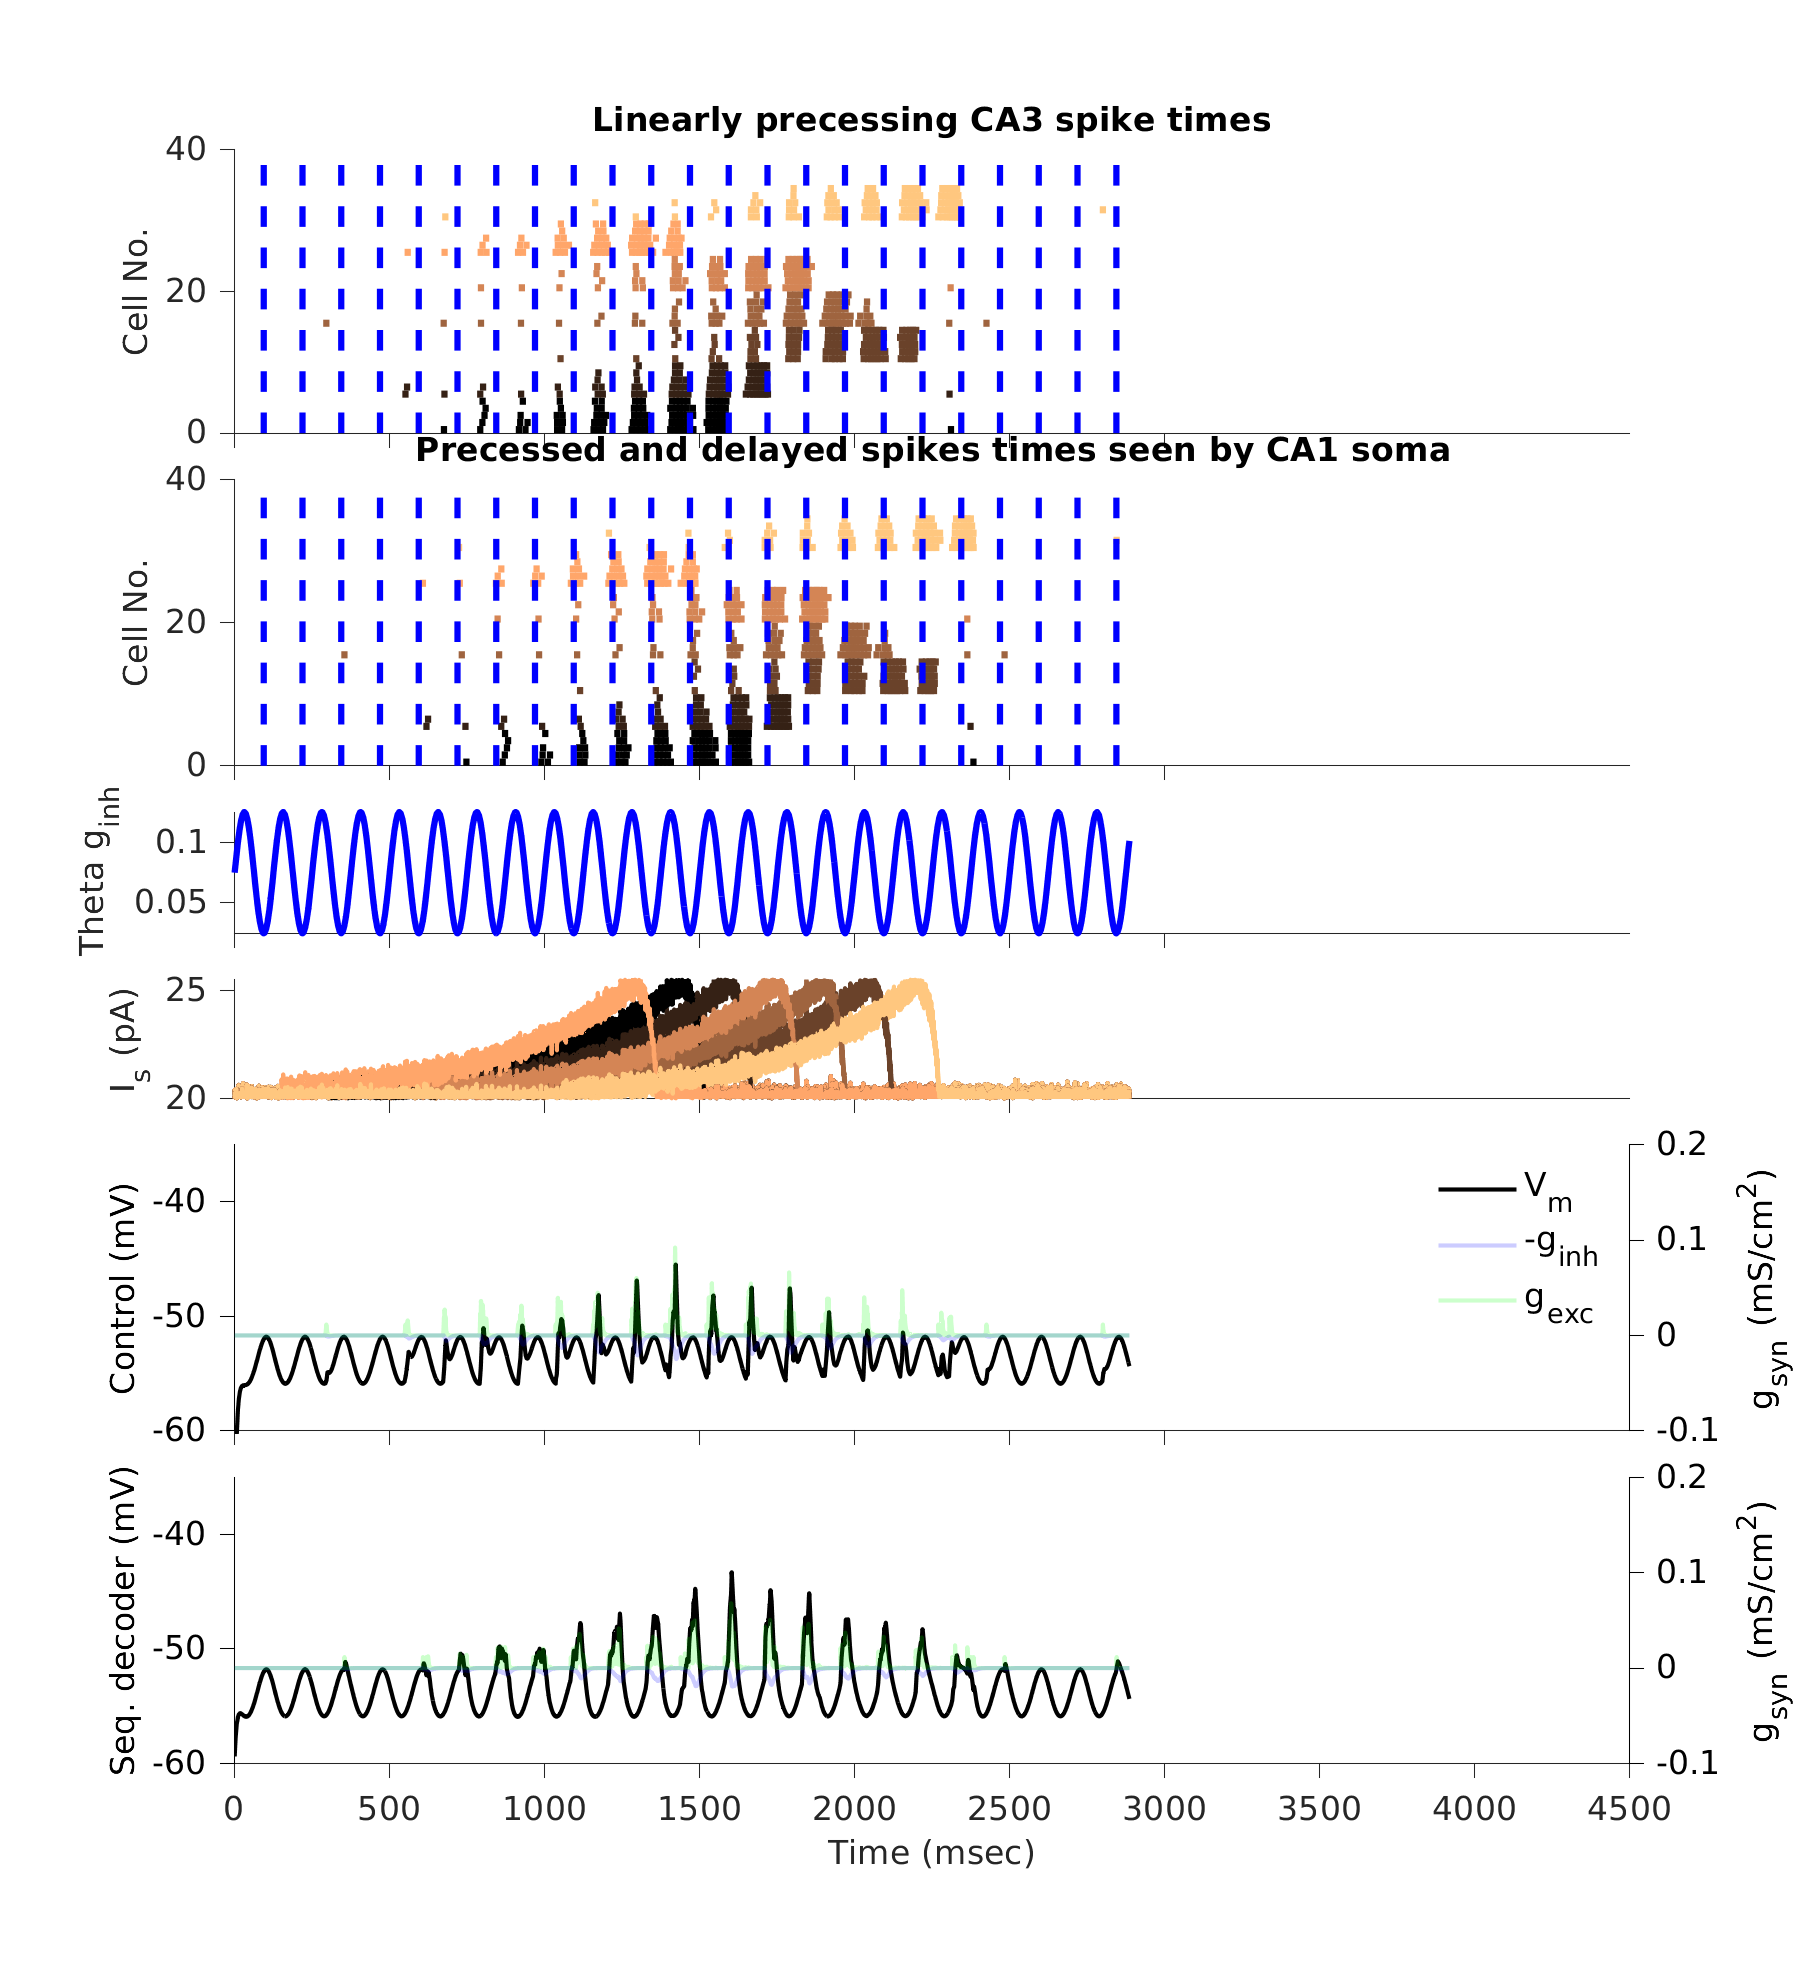 Linearly precessing CA3 spike times
40
20
0
Cell No.
Precessed and delayed spikes times seen by CA1 soma
40
20
0
Cell No.
0.1
0.05
Theta g_inh
25
20
I_s (pA)
-40
-50
-60
Control (mV)
V_m
-g_inh
g_exc
0.2
0.1
0
-0.1
g_syn (mS/cm^2)
-40
-50
-60
Seq. decoder (mV)
0.2
0.1
0
-0.1
g_syn (mS/cm^2)
0 500 1000 1500 2000 2500 3000 3500 4000 4500
Time (msec)